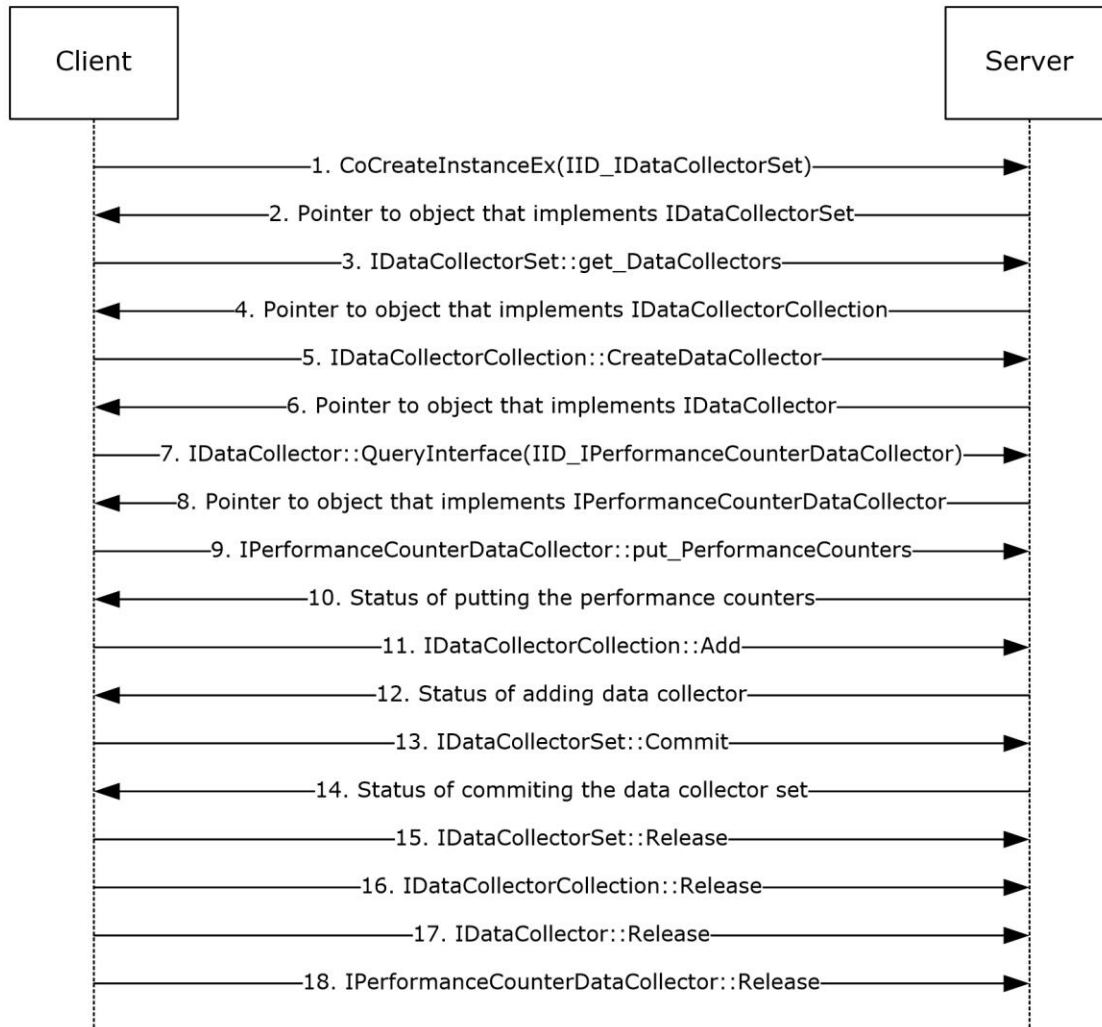 Client
Server
1. CoCreateInstanceEx(IID_IDataCollectorSet)
2. Pointer to object that implements IDataCollectorSet
3. IDataCollectorSet::get_DataCollectors
4. Pointer to object that implements IDataCollectorCollection
5. IDataCollectorCollection::CreateDataCollector
6. Pointer to object that implements IDataCollector
7. IDataCollector::QueryInterface(IID_IPerformanceCounterDataCollector)
8. Pointer to object that implements IPerformanceCounterDataCollector
9. IPerformanceCounterDataCollector::put_PerformanceCounters
10. Status of putting the performance counters
11. IDataCollectorCollection::Add
12. Status of adding data collector
13. IDataCollectorSet::Commit
14. Status of commiting the data collector set
15. IDataCollectorSet::Release
16. IDataCollectorCollection::Release
17. IDataCollector::Release
18. IPerformanceCounterDataCollector::Release